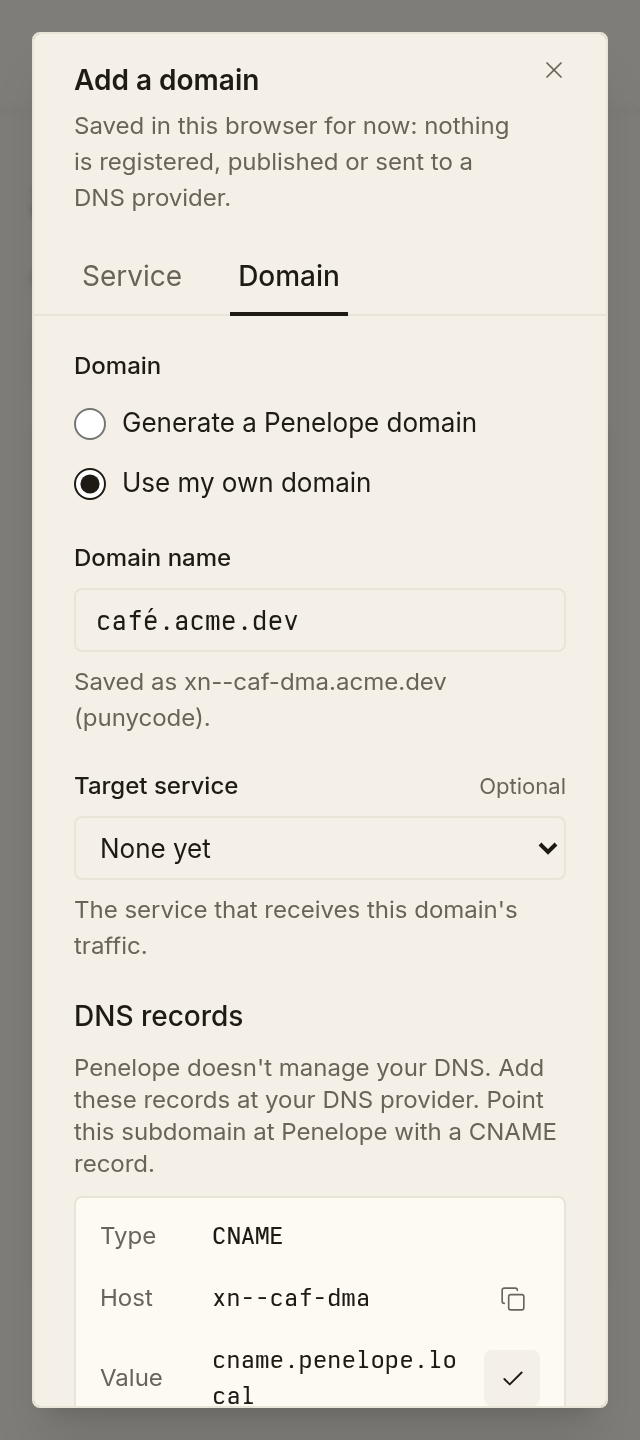 Add a domain
Saved in this browser for now: nothing
is registered, published or sent to a
DNS provider.
Service Domain
Domain
Generate a Penelope domain
Use my own domain
Domain name
café.acme.dev
Saved as xn--caf-dma.acme.dev
(punycode).
Target service Optional
None yet
The service that receives this domain's
traffic.
DNS records
Penelope doesn't manage your DNS. Add
these records at your DNS provider. Point
this subdomain at Penelope with a CNAME
record.
Type CNAME
Host xn--caf-dma
Value cname.penelope.lo
cal